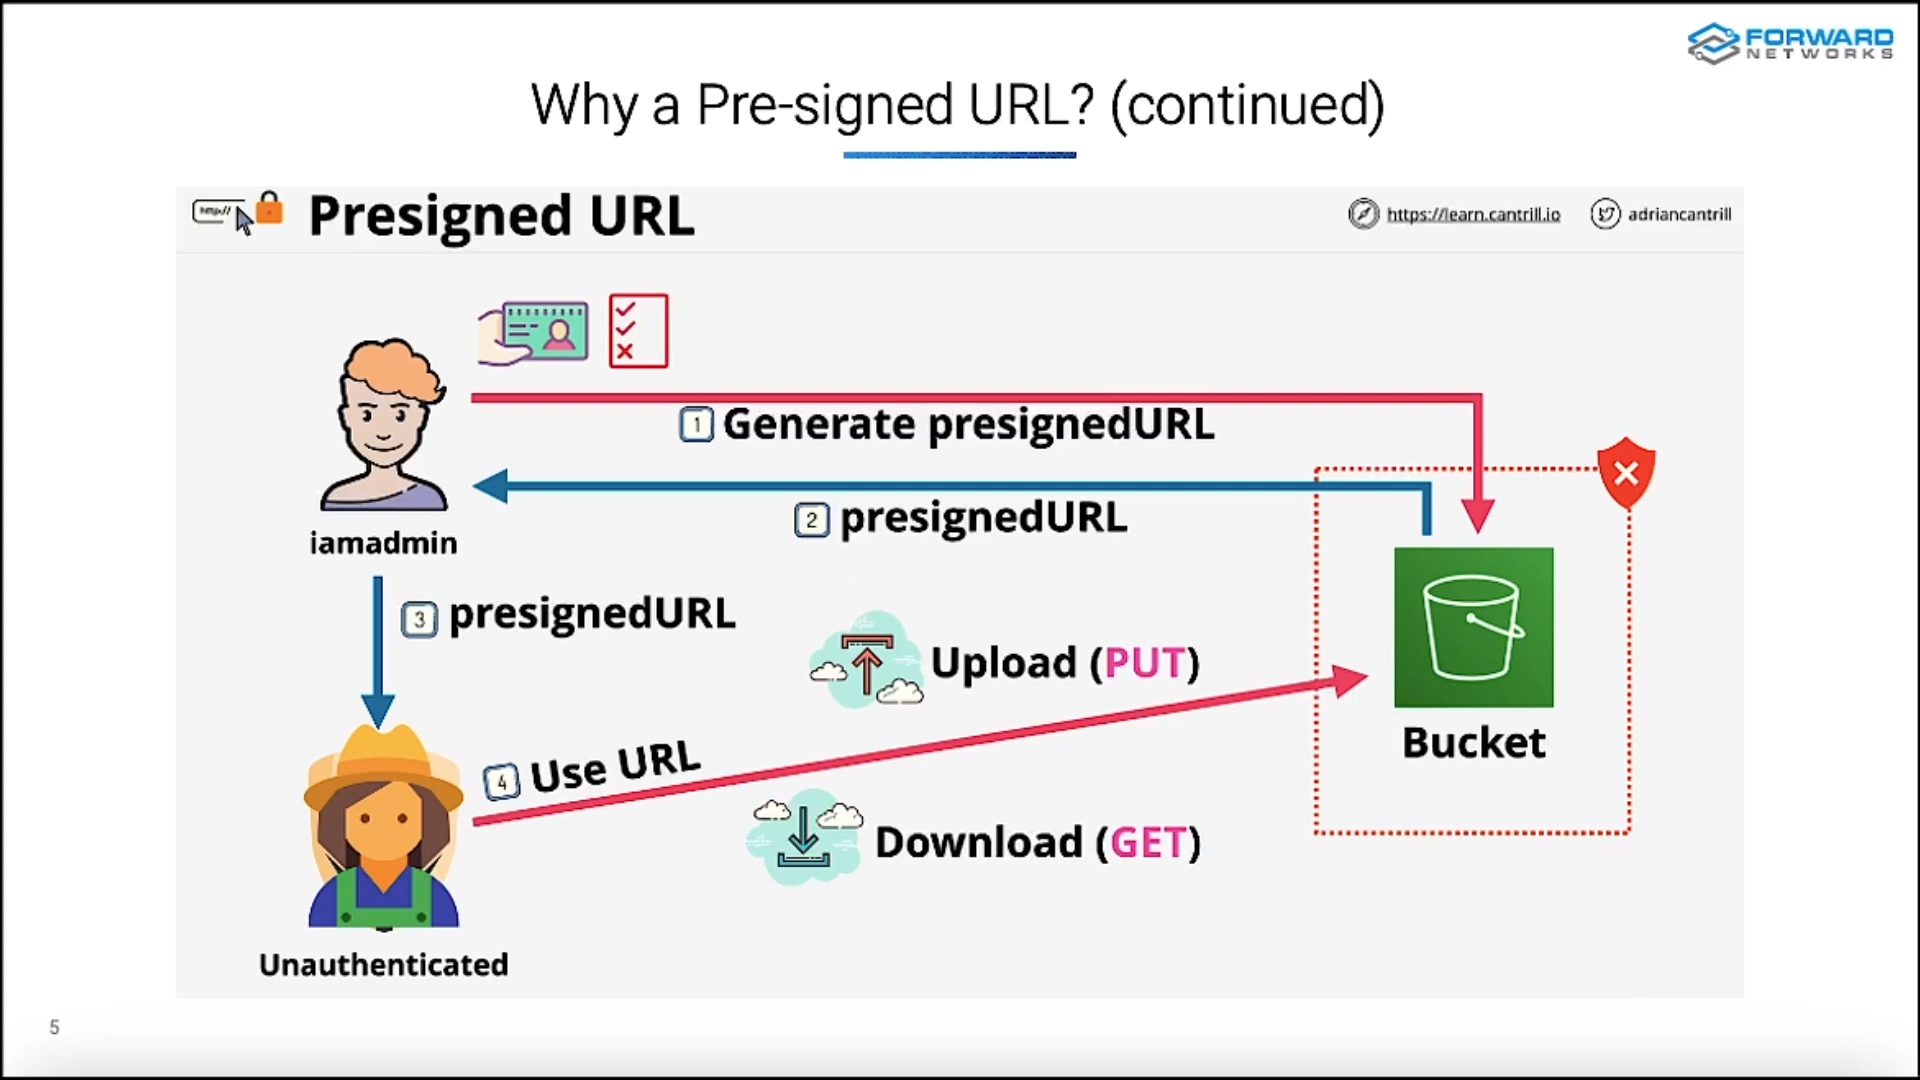 FORWARD
NETWORKS
Why a Pre-signed URL? (continued)
http://
Presigned URL
https://learn.cantrill.io
adriancantrill
1 Generate presignedURL
2 presignedURL
iamadmin
3 presignedURL
Upload (PUT)
4 Use URL
Bucket
Download (GET)
Unauthenticated
5